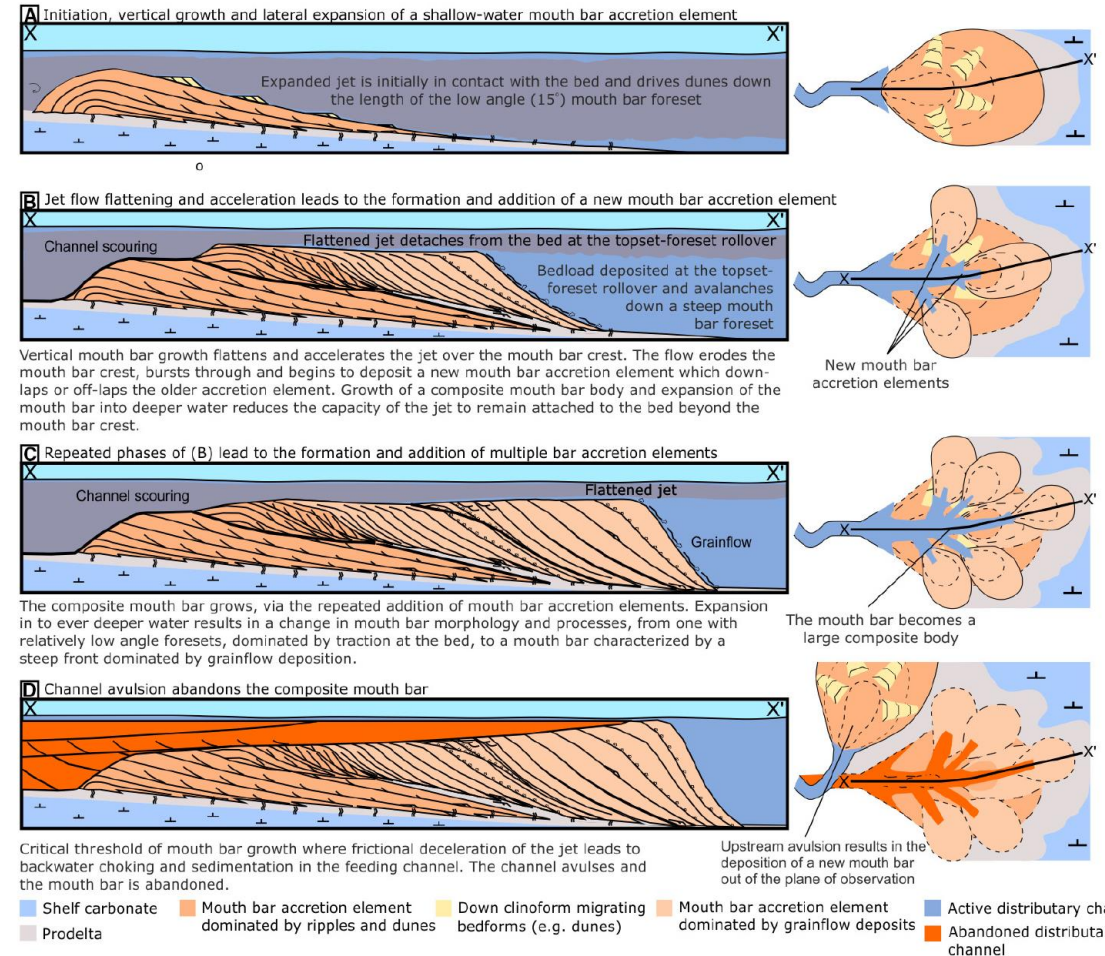 A Initiation, vertical growth and lateral expansion of a shallow-water mouth bar accretion element
X
X'
Expanded jet is initially in contact with the bed and drives dunes down
the length of the low angle (15°) mouth bar foreset
X'
o
B Jet flow flattening and acceleration leads to the formation and addition of a new mouth bar accretion element
X
X'
Channel scouring
Flattened jet detaches from the bed at the topset-foreset rollover
Bedload deposited at the topset-
foreset rollover and avalanches
down a steep mouth
bar foreset
X
X'
New mouth bar
accretion elements
Vertical mouth bar growth flattens and accelerates the jet over the mouth bar crest. The flow erodes the
mouth bar crest, bursts through and begins to deposit a new mouth bar accretion element which down-
laps or off-laps the older accretion element. Growth of a composite mouth bar body and expansion of the
mouth bar into deeper water reduces the capacity of the jet to remain attached to the bed beyond the
mouth bar crest.
C Repeated phases of (B) lead to the formation and addition of multiple bar accretion elements
X
X'
Channel scouring
Flattened jet
Grainflow
X
X'
The mouth bar becomes a
large composite body
The composite mouth bar grows, via the repeated addition of mouth bar accretion elements. Expansion
in to ever deeper water results in a change in mouth bar morphology and processes, from one with
relatively low angle foresets, dominated by traction at the bed, to a mouth bar characterized by a
steep front dominated by grainflow deposition.
D Channel avulsion abandons the composite mouth bar
X
X'
X
X'
Critical threshold of mouth bar growth where frictional deceleration of the jet leads to
backwater choking and sedimentation in the feeding channel. The channel avulses and
the mouth bar is abandoned.
Upstream avulsion results in the
deposition of a new mouth bar
out of the plane of observation
Shelf carbonate
Prodelta
Mouth bar accretion element
dominated by ripples and dunes
Down clinoform migrating
bedforms (e.g. dunes)
Mouth bar accretion element
dominated by grainflow deposits
Active distributary cha
Abandoned distributa
channel